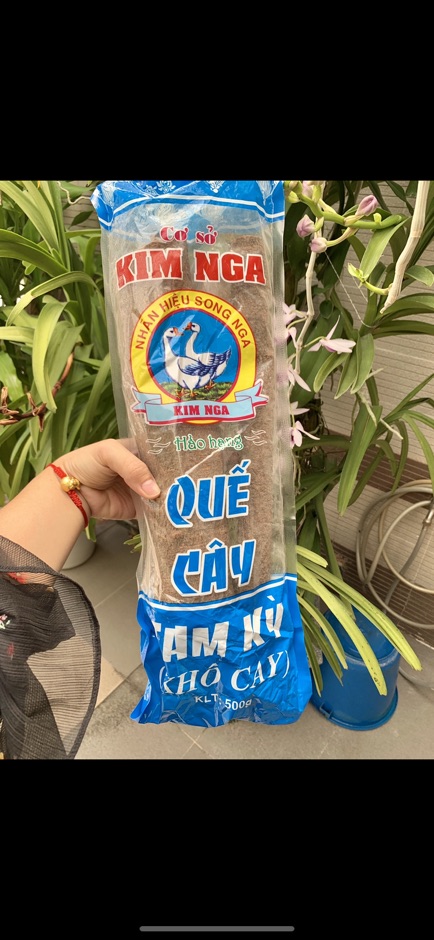 Cơ sở
KIM NGA
NHÃN HIỆU SONG NGA
KIM NGA
Hảo hạng
QUẾ
CÂY
TAM KỲ
(KHÔ CAY)
KLT: 500g